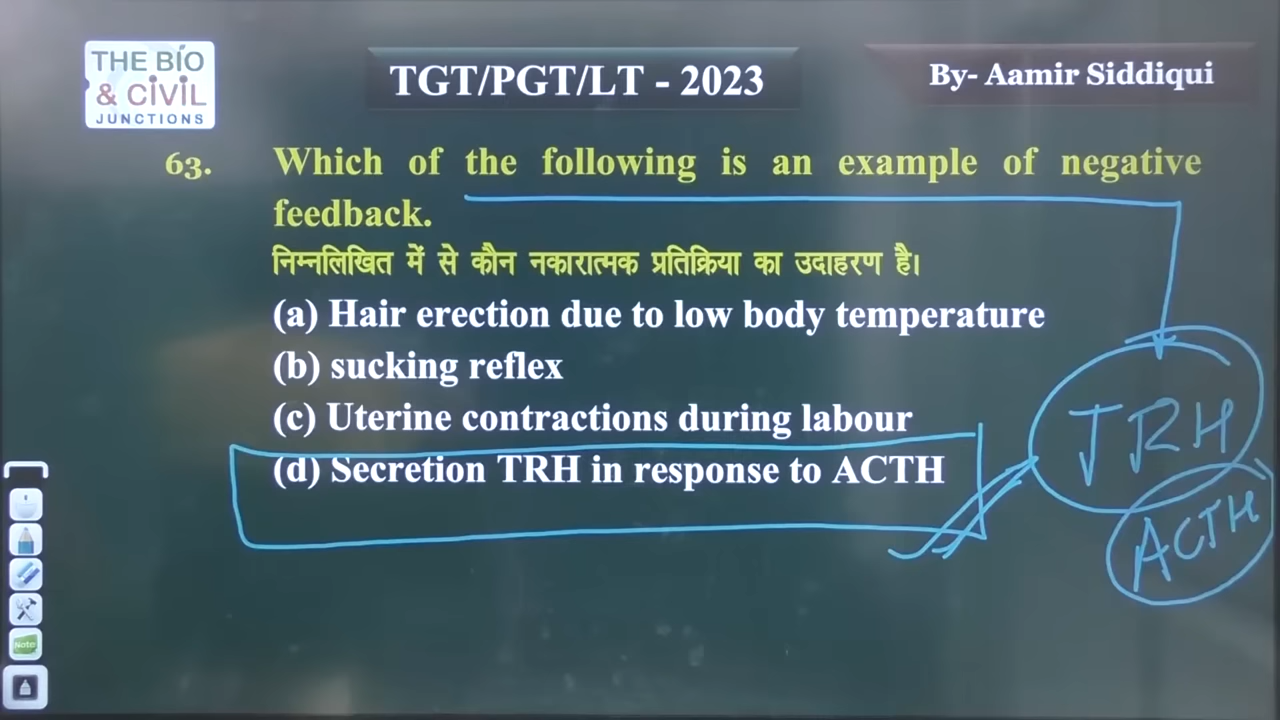 THE BIO
& CIVIL
JUNCTIONS
TGT/PGT/LT - 2023
By- Aamir Siddiqui
63. Which of the following is an example of negative
feedback.
निम्नलिखित में से कौन नकारात्मक प्रतिक्रिया का उदाहरण है।
(a) Hair erection due to low body temperature
(b) sucking reflex
(c) Uterine contractions during labour
(d) Secretion TRH in response to ACTH
TRH
ACTH
Note